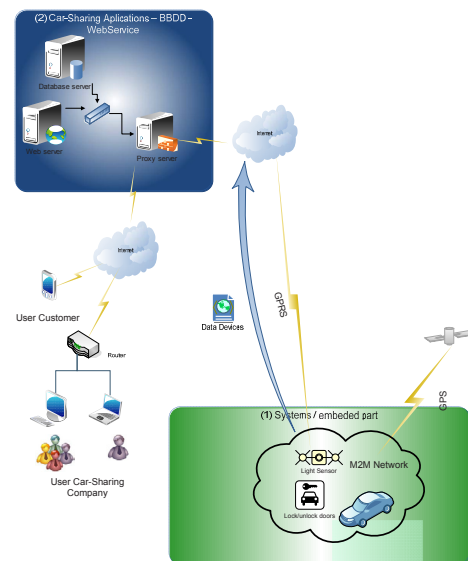 (2) Car-Sharing Aplications – BBDD –
WebService
Database server
Web server
Proxy server
Internet
Internet
User Customer
Router
User Car-Sharing
Company
Data Devices
GPRS
GPS
(1) Systems / embeded part
M2M Network
Light Sensor
Lock/unlock doors